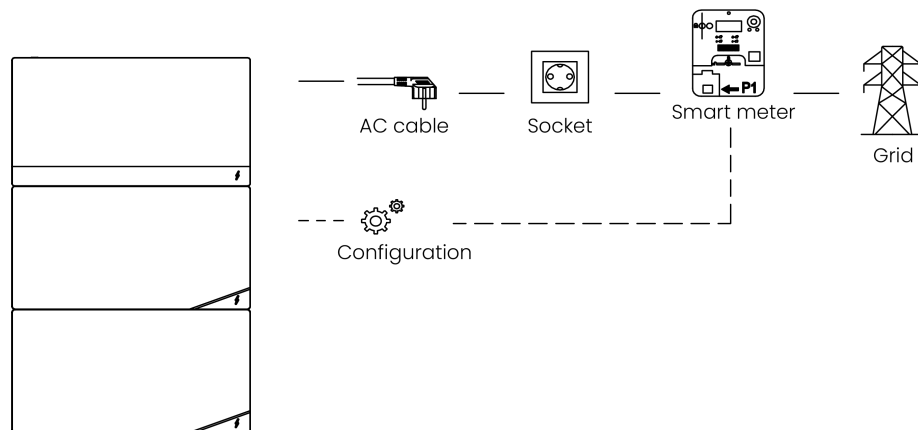 P1
AC cable
Socket
Smart meter
Grid
Configuration